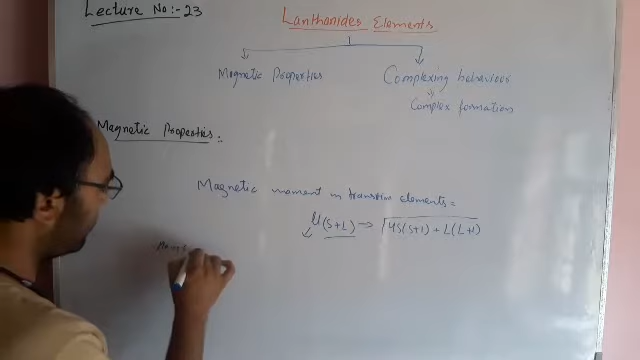 Lecture No:-23
Lanthanides Elements
Magnetic Properties
Complexing behaviour
Complex formation
Magnetic Properties:
Magnetic moment in transition elements=
μ(S+L) → √4S(S+1) + L(L+1)